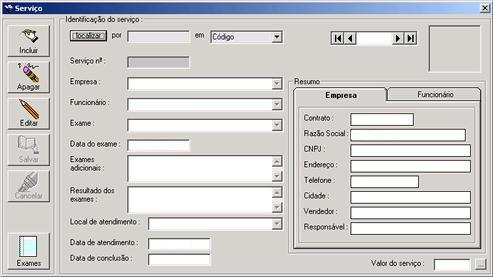 Serviço
Identificação do serviço :
Incluir
Apagar
Editar
Salvar
Cancelar
Exames
localizar por em Código
Serviço nº :
Empresa :
Funcionário :
Exame :
Data do exame :
Exames
adicionais :
Resultado dos
exames :
Local de atendimento :
Data de atendimento :
Data de conclusão :
Resumo
Empresa Funcionário
Contrato :
Razão Social :
CNPJ :
Endereço :
Telefone :
Cidade :
Vendedor :
Responsável :
Valor do serviço : ...